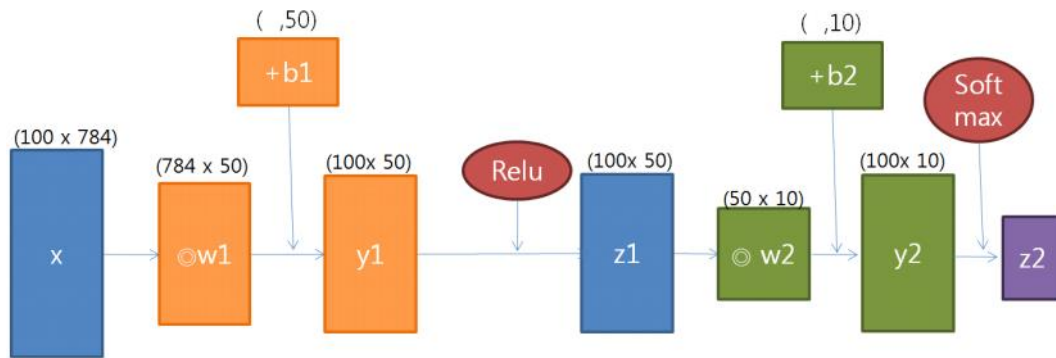 (  ,50)
+b1
(  ,10)
+b2
Soft
max
(100 x 784)
(784 x 50)
(100x 50)
Relu
(100x 50)
(50 x 10)
(100x 10)
x
◎w1
y1
z1
◎ w2
y2
z2